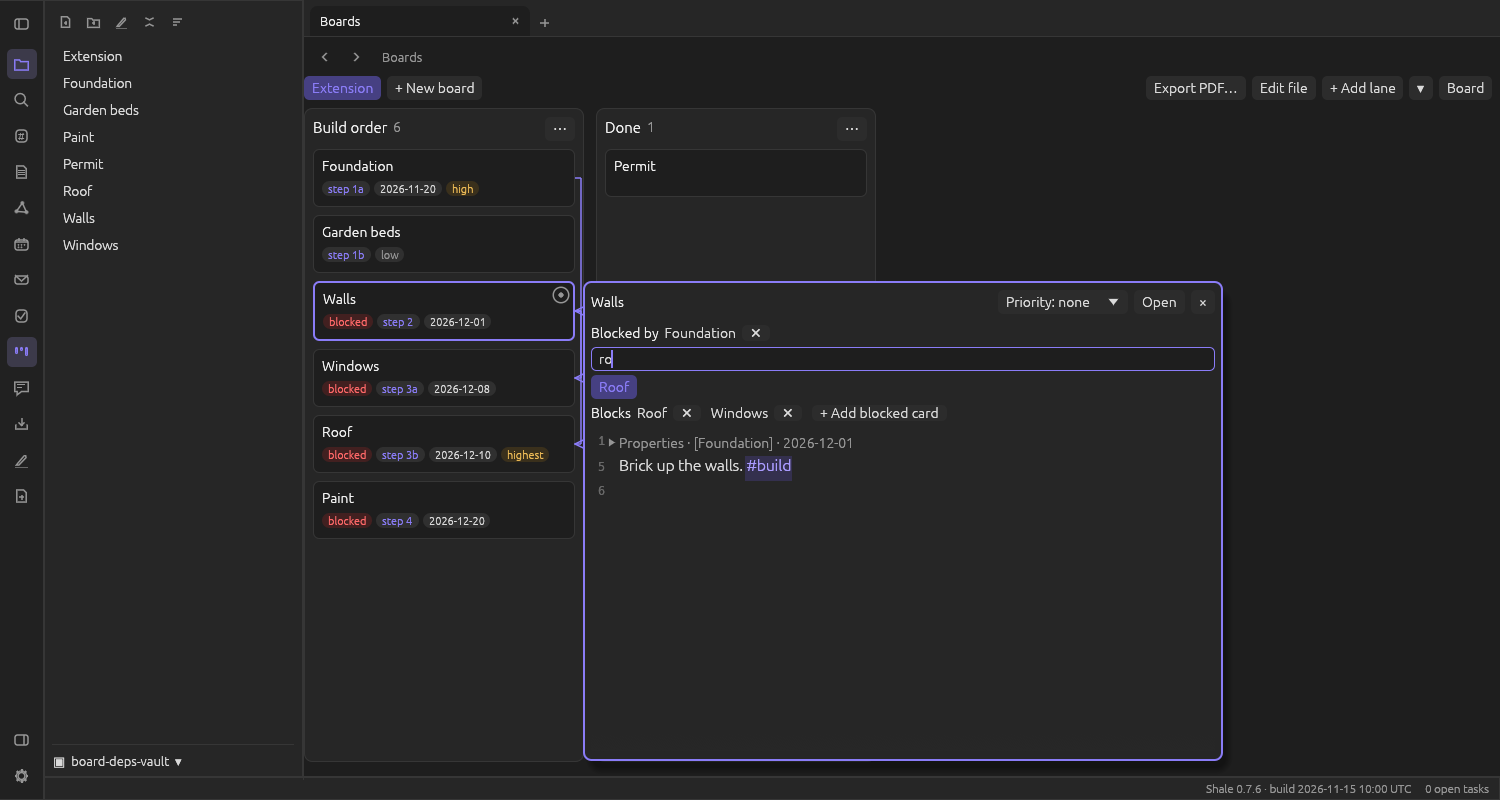 Boards ×
+
Extension
Foundation
Garden beds
Paint
Permit
Roof
Walls
Windows
board-deps-vault ▾
Boards
Extension
+ New board
Export PDF…
Edit file
+ Add lane
▾
Board
Build order 6
...
Foundation
step 1a 2026-11-20 high
Garden beds
step 1b low
Walls
blocked step 2 2026-12-01
Windows
blocked step 3a 2026-12-08
Roof
blocked step 3b 2026-12-10 highest
Paint
blocked step 4 2026-12-20
Done 1
...
Permit
Walls
Priority: none
Open
×
Blocked by Foundation ✕
ro
Roof
Blocks Roof ✕ Windows ✕ + Add blocked card
1 Properties · [Foundation] · 2026-12-01
5 Brick up the walls. #build
6
Shale 0.7.6 · build 2026-11-15 10:00 UTC 0 open tasks